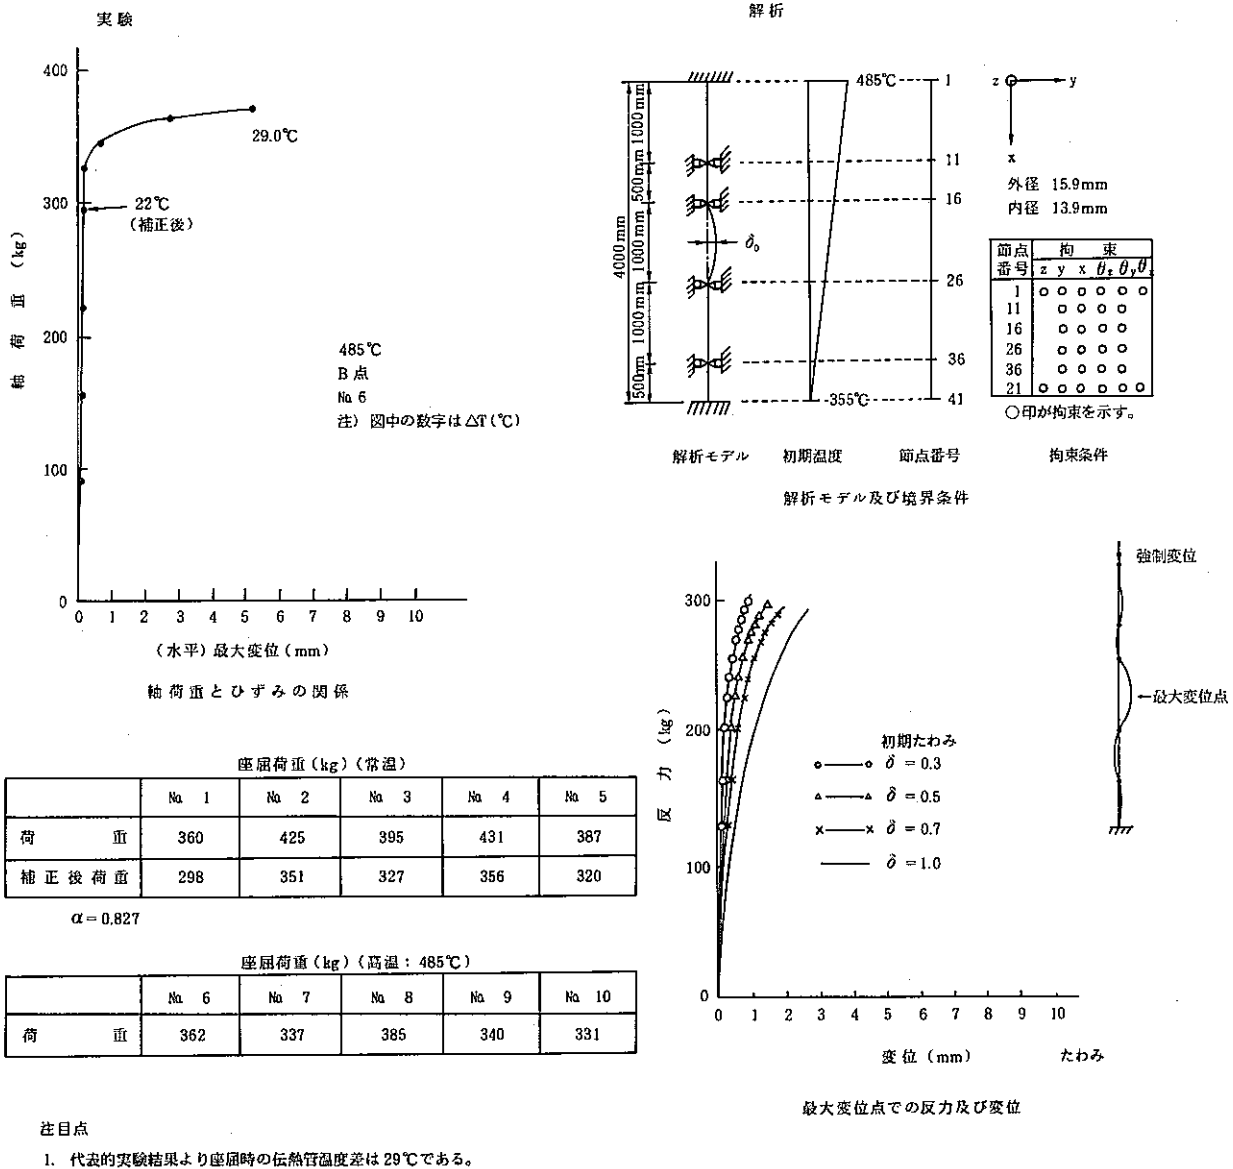 実験
400
300
200
100
0
軸荷重 (kg)
29.0℃
22℃
(補正後)
485℃
B 点
No 6
注) 図中の数字は ΔT (℃)
0 1 2 3 4 5 6 7 8 9 10
(水平) 最大変位 (mm)
軸荷重とひずみの関係
解析
4000mm
1000mm
500mm
1000mm
1000mm
500mm
δ₀
485℃
355℃
1
11
16
26
36
41
z y
x
外径 15.9mm
内径 13.9mm
節点番号 拘束
z y x θz θy θx
1 ○ ○ ○ ○ ○ ○
11 ○ ○ ○ ○
16 ○ ○ ○ ○
26 ○ ○ ○ ○
36 ○ ○ ○ ○
21 ○ ○ ○ ○ ○ ○
○印が拘束を示す。
解析モデル 初期温度 節点番号 拘束条件
解析モデル及び境界条件
300
200
100
0
反力 (kg)
初期たわみ
δ = 0.3
δ = 0.5
δ = 0.7
δ = 1.0
0 1 2 3 4 5 6 7 8 9 10
変位 (mm)
強制変位
最大変位点
たわみ
最大変位点での反力及び変位
座屈荷重 (kg) (常温)
No 1 No 2 No 3 No 4 No 5
荷重 360 425 395 431 387
補正後荷重 298 351 327 356 320
α = 0.827
座屈荷重 (kg) (高温 : 485℃)
No 6 No 7 No 8 No 9 No 10
荷重 362 337 385 340 331
注目点
1. 代表的実験結果より座屈時の伝熱管温度差は 29℃である。